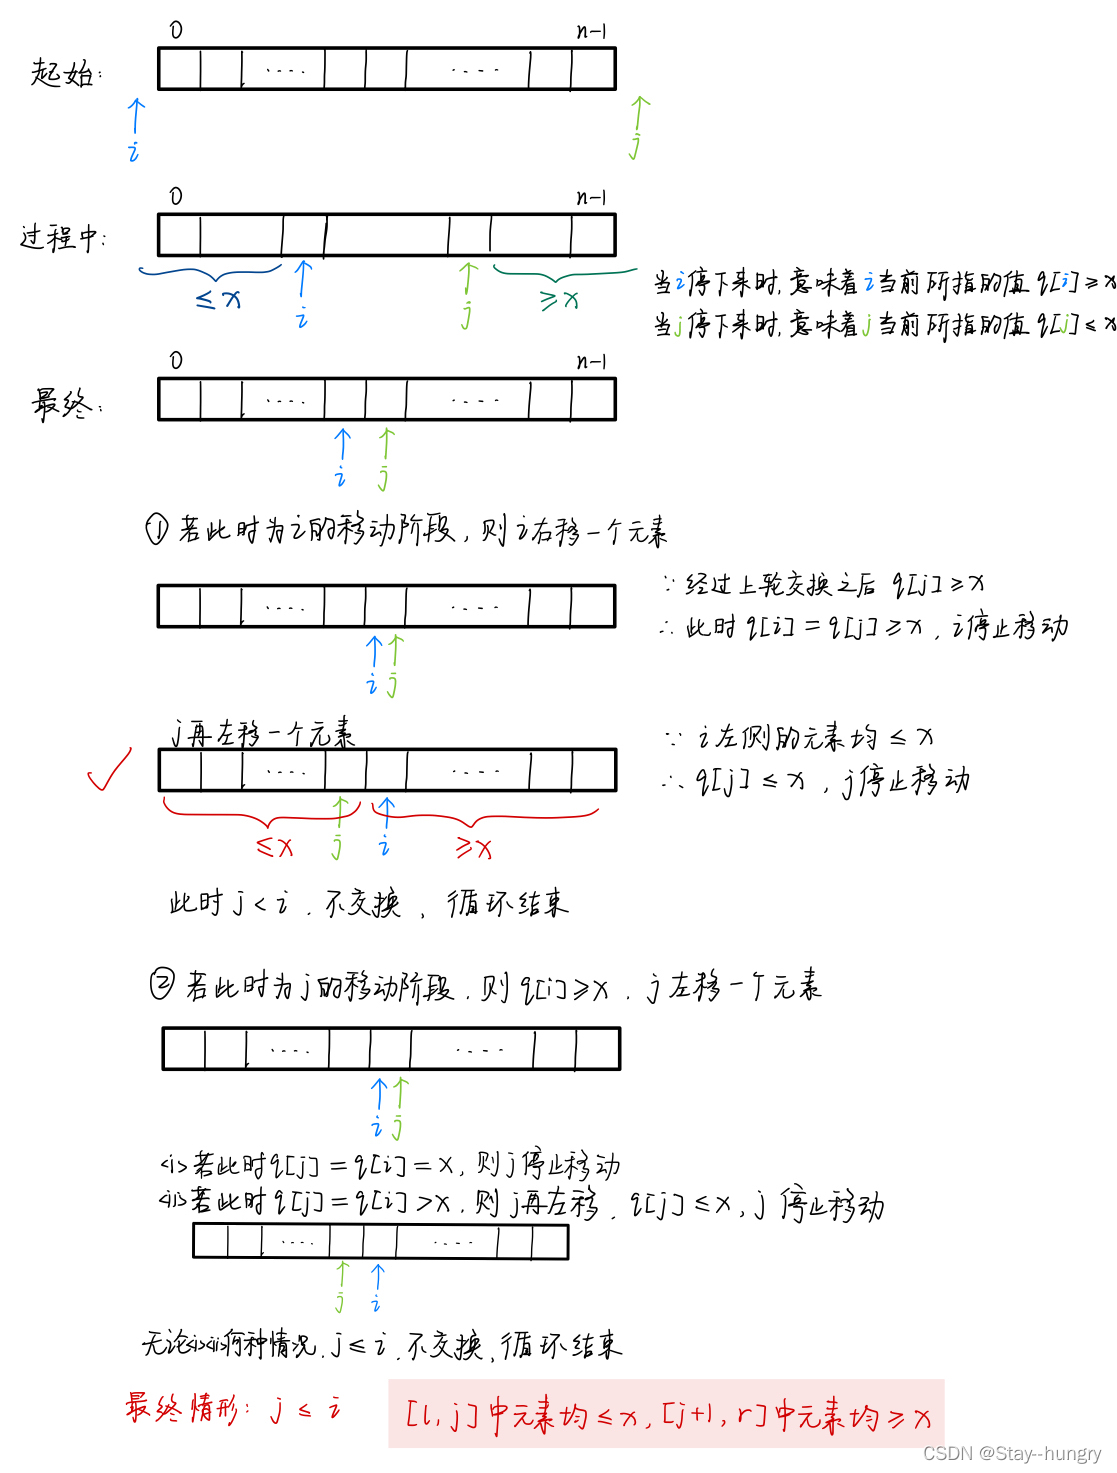 0 n-1
起始: .... ....
i j
0 n-1
过程中:
≤x i j ≥x
当i停下来时,意味着i当前所指的值 q[i]≥x
当j停下来时,意味着j当前所指的值 q[j]≤x
0 n-1
最终: .... ....
i j
① 若此时为i的移动阶段,则i右移一个元素
.... ....
i j
∵ 经过上轮交换之后 q[j]≥x
∴ 此时 q[i]=q[j]≥x,i停止移动
j再左移一个元素
.... ....
≤x j i ≥x
∵ i左侧的元素均≤x
∴ q[j]≤x,j停止移动
此时j<i,不交换,循环结束
② 若此时为j的移动阶段,则q[i]≥x,j左移一个元素
.... ....
i j
<i>若此时q[j]=q[i]=x,则j停止移动
<ii>若此时q[j]=q[i]>x,则j再左移,q[j]≤x,j停止移动
.... ....
j i
无论<i><ii>何种情况,j≤i,不交换,循环结束
最终情形: j≤i [l,j]中元素均≤x,[j+1,r]中元素均≥x
CSDN @Stay--hungry